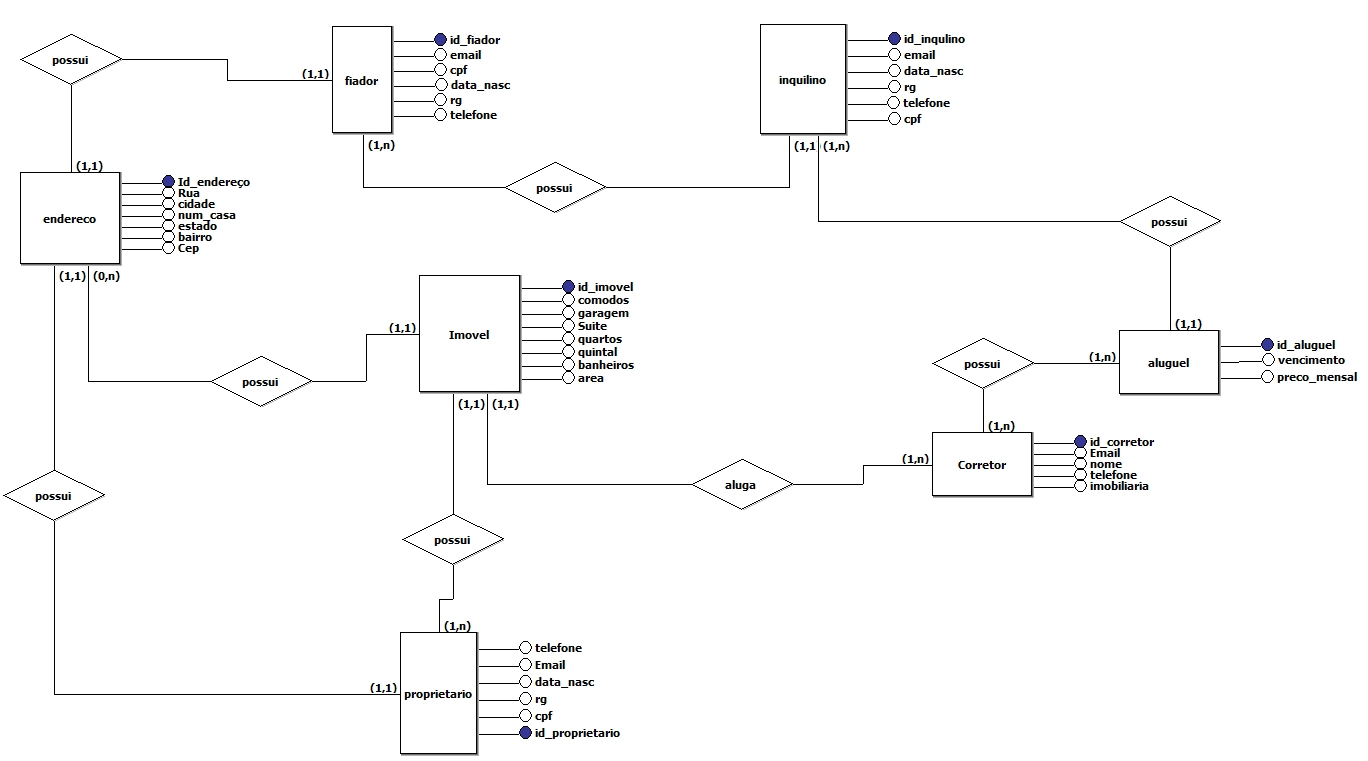 possui
(1,1)
fiador
id_fiador
email
cpf
data_nasc
rg
telefone
(1,n)
inquilino
id_inqulino
email
data_nasc
rg
telefone
cpf
(1,1
(1,n)
possui
possui
(1,1)
endereco
Id_endereço
Rua
cidade
num_casa
estado
bairro
Cep
(1,1)
(0,n)
possui
(1,1)
Imovel
id_imovel
comodos
garagem
Suite
quartos
quintal
banheiros
area
(1,1)
(1,1)
(1,1)
aluguel
id_aluguel
vencimento
preco_mensal
(1,n)
possui
(1,n)
Corretor
id_corretor
Email
nome
telefone
imobiliaria
(1,n)
aluga
possui
possui
(1,n)
(1,1)
proprietario
telefone
Email
data_nasc
rg
cpf
id_proprietario